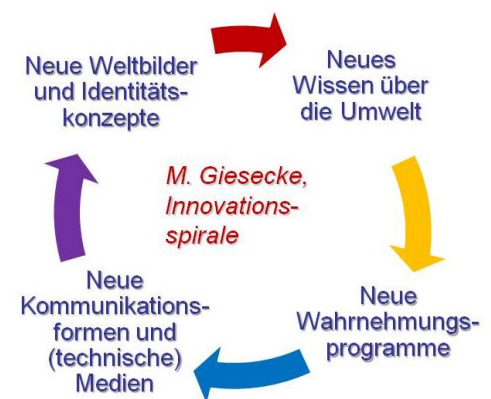 Neue Weltbilder
und Identitäts-
konzepte
Neues
Wissen über
die Umwelt
M. Giesecke,
Innovations-
spirale
Neue
Kommunikations-
formen und
(technische)
Medien
Neue
Wahrnehmungs-
programme